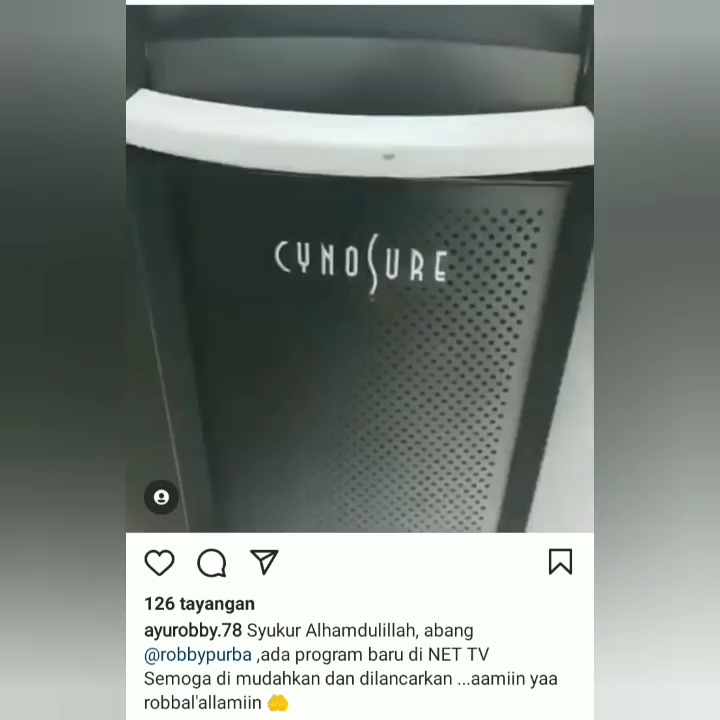 CYNOSURE
126 tayangan
ayurobby.78 Syukur Alhamdulillah, abang
@robbypurba ,ada program baru di NET TV
Semoga di mudahkan dan dilancarkan ...aamiin yaa
robbal'allamiin 🤲